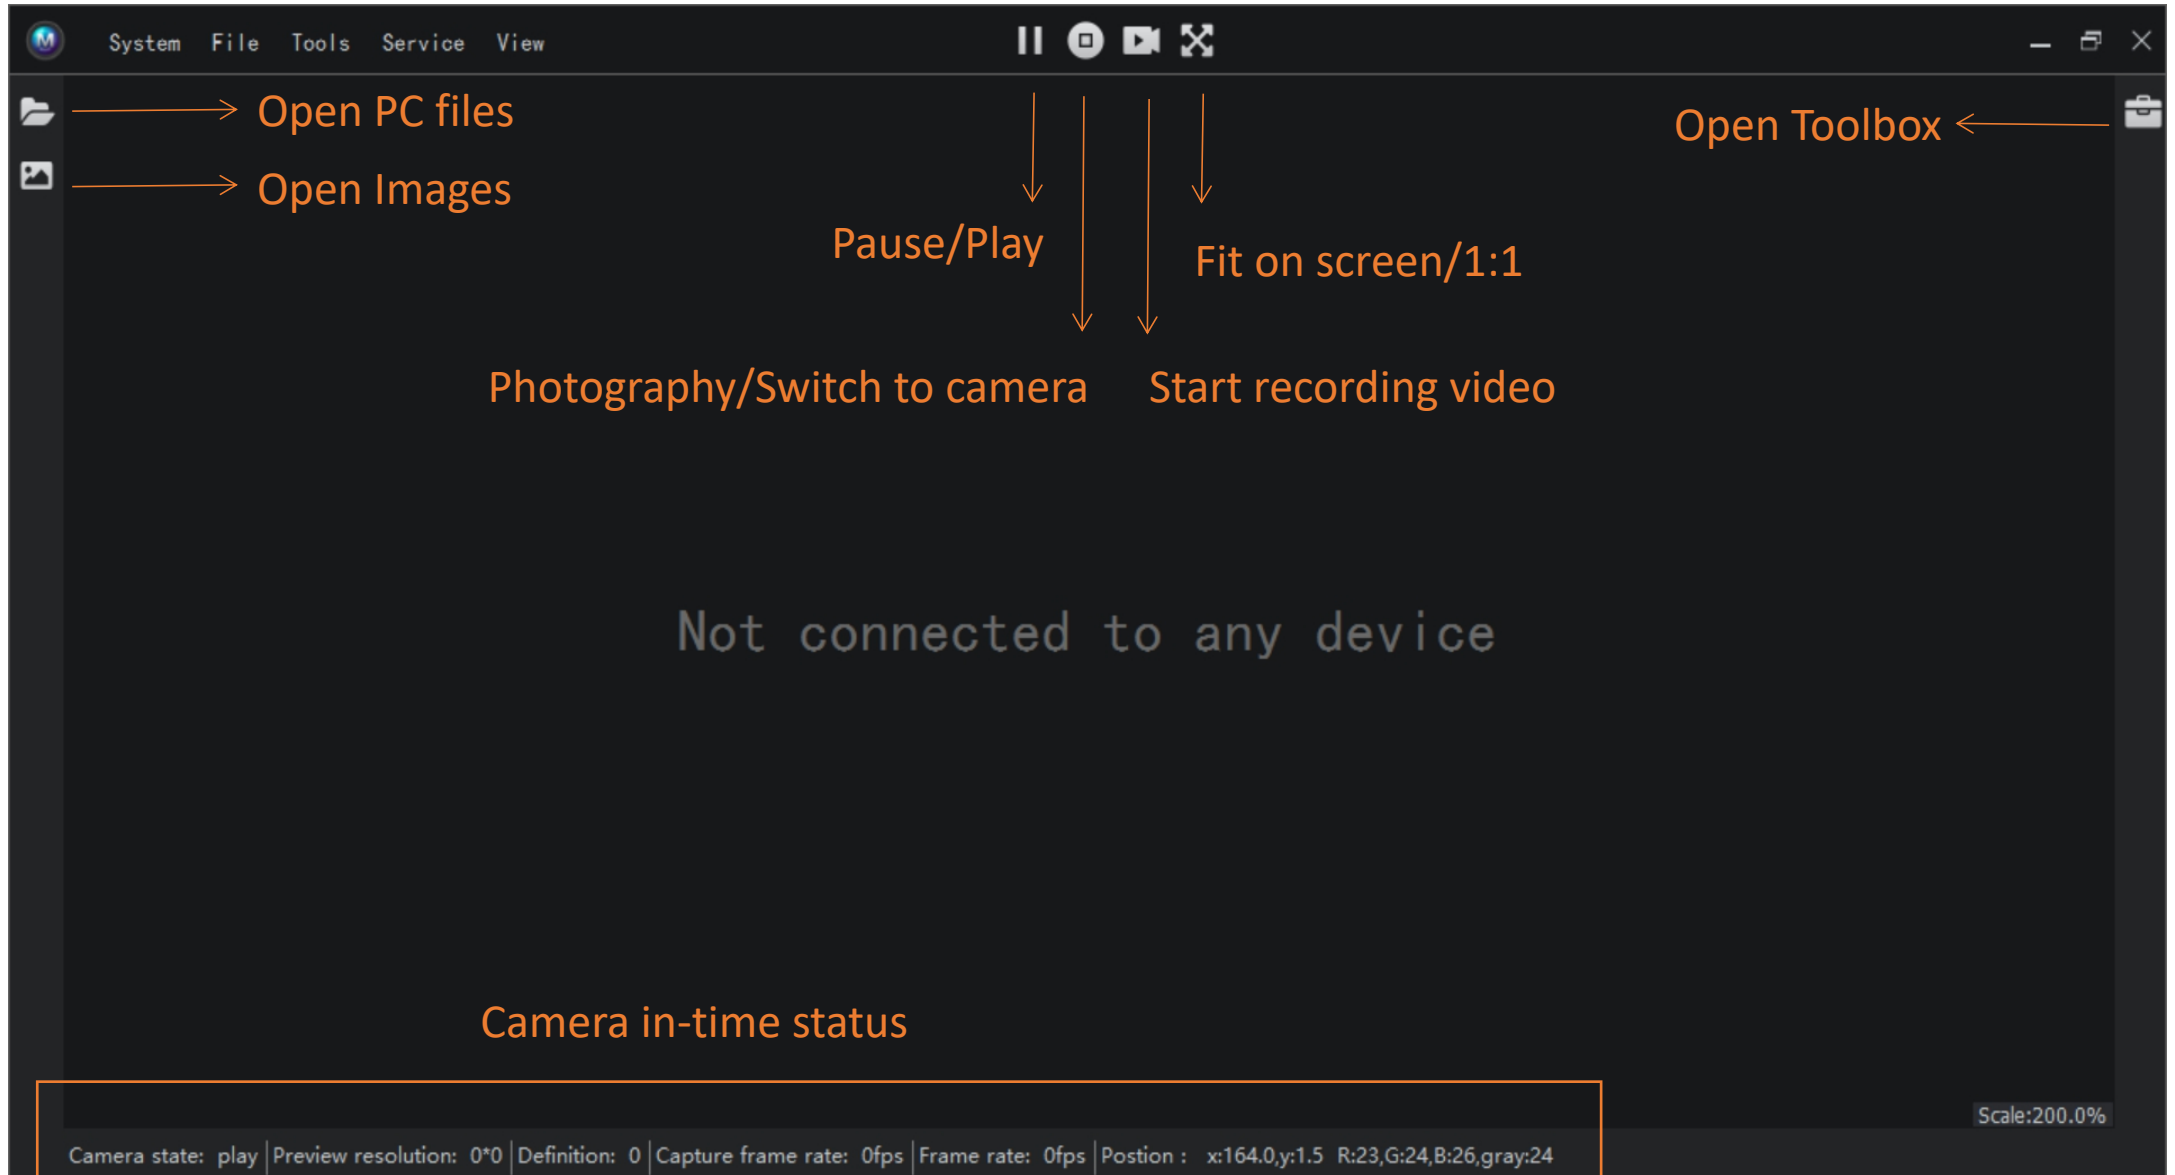 M System File Tools Service View
Open PC files
Open Toolbox
Open Images
Pause/Play
Fit on screen/1:1
Photography/Switch to camera Start recording video
Not connected to any device
Camera in-time status
Scale:200.0%
Camera state: play Preview resolution: 0*0 Definition: 0 Capture frame rate: 0fps Frame rate: 0fps Postion : x:164.0,y:1.5 R:23,G:24,B:26,gray:24